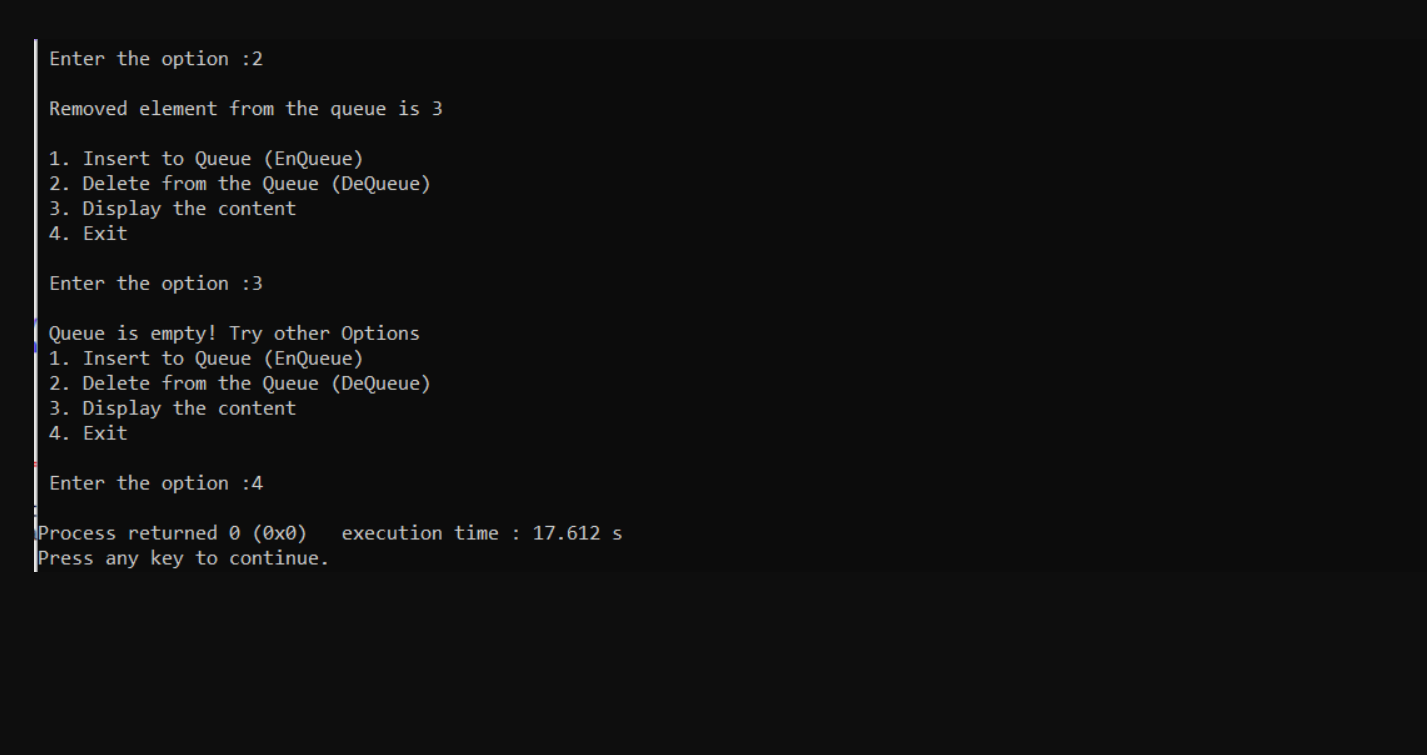 Enter the option :2
Removed element from the queue is 3
1. Insert to Queue (EnQueue)
2. Delete from the Queue (DeQueue)
3. Display the content
4. Exit
Enter the option :3
Queue is empty! Try other Options
1. Insert to Queue (EnQueue)
2. Delete from the Queue (DeQueue)
3. Display the content
4. Exit
Enter the option :4
Process returned 0 (0x0)   execution time : 17.612 s
Press any key to continue.